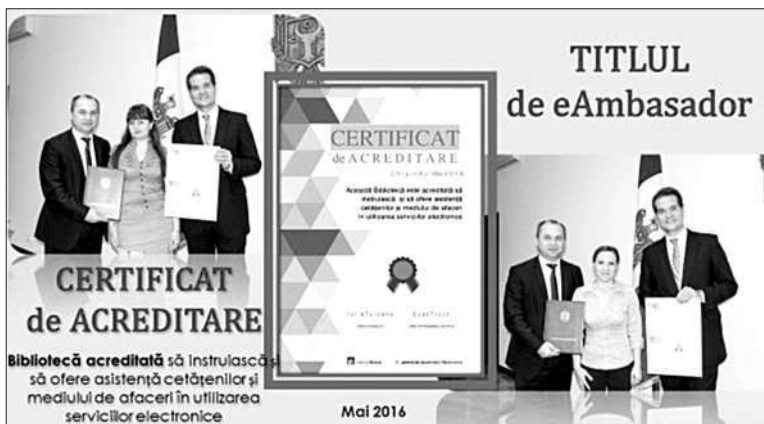 CERTIFICAT
de ACREDITARE
Bibliotecă acreditată să instruiască și
să ofere asistență cetățenilor și
mediului de afaceri în utilizarea
serviciilor electronice
CERTIFICAT
de ACREDITARE
Această Bibliotecă este acreditată să
instruiască și să ofere asistență
cetățenilor și mediului de afaceri
în utilizarea serviciilor electronice
Mai 2016
TITLUL
de eAmbasador